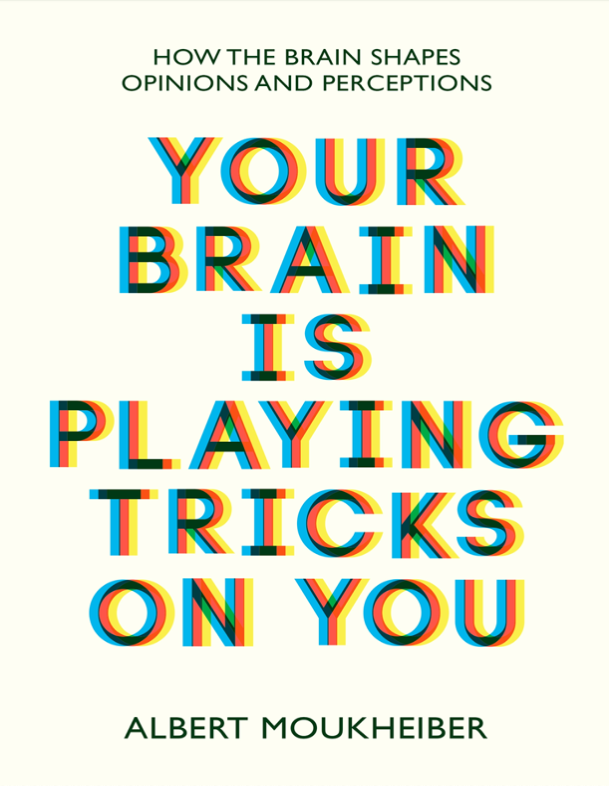 HOW THE BRAIN SHAPES
OPINIONS AND PERCEPTIONS
YOUR
BRAIN
IS
PLAYING
TRICKS
ON YOU
ALBERT MOUKHEIBER